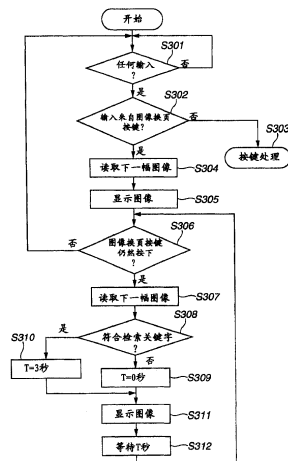 开始
S301
任何输入
?
否
是
S302
输入来自图像换页
按键?
否
S303
是
按键处理
读取下一幅图像
S304
显示图像
S305
S306
图像换页按键
仍然按下
?
否
是
读取下一幅图像
S307
S308
S310
是
符合检索关键字
?
否
T=3秒
T=0秒
S309
显示图像
S311
等待T秒
S312